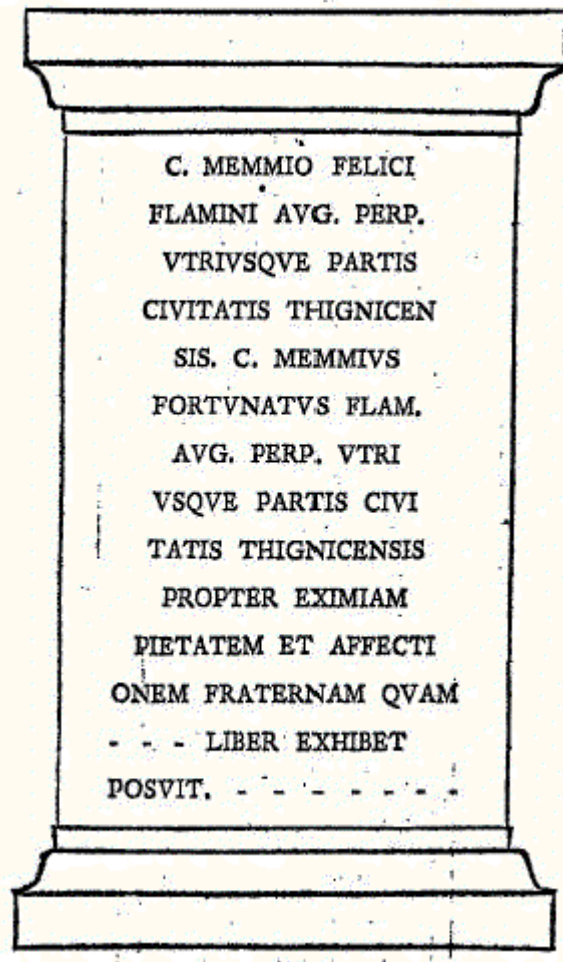 C. MEMMIO FELICI
FLAMINI AVG. PERP.
VTRIVSQVE PARTIS
CIVITATIS THIGNICEN
SIS. C. MEMMIVS
FORTVNATVS FLAM.
AVG. PERP. VTRI
VSQVE PARTIS CIVI
TATIS THIGNICENSIS
PROPTER EXIMIAM
PIETATEM ET AFFECTI
ONEM FRATERNAM QVAM
- - - LIBER EXHIBET
POSVIT. - - - - - - -